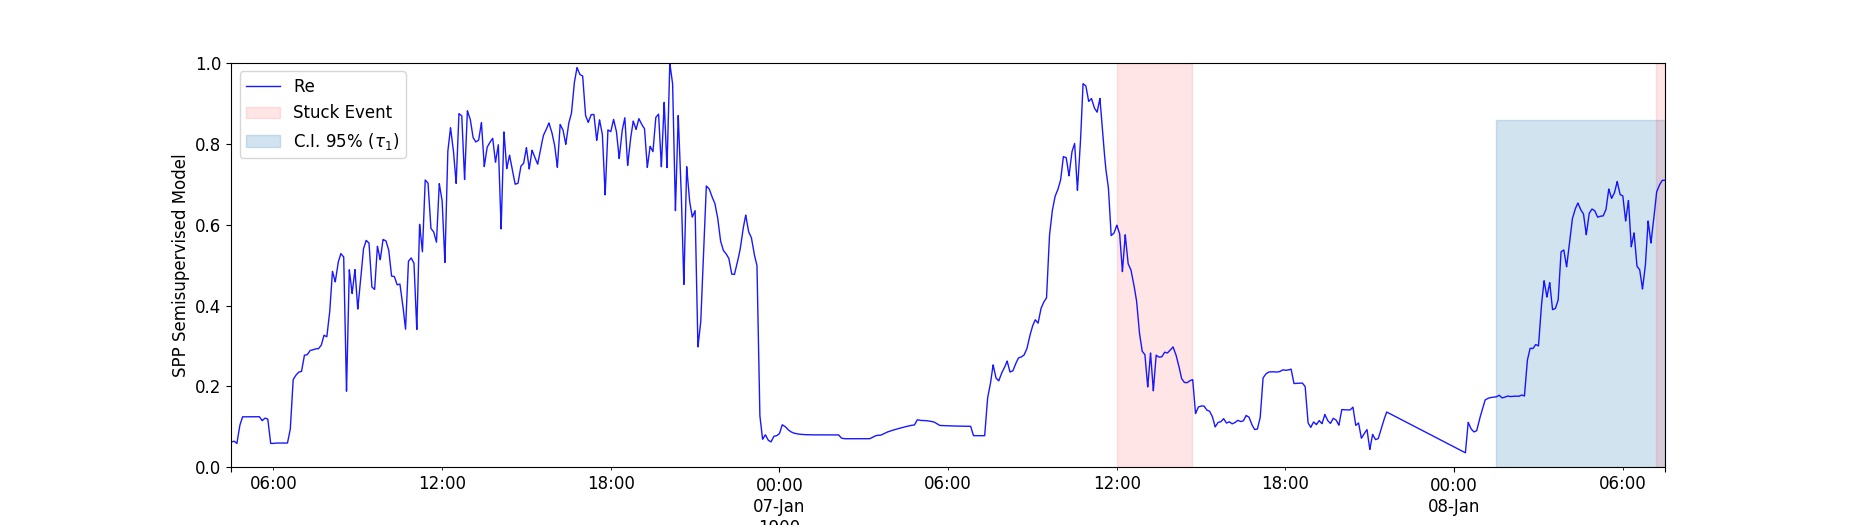 SPP Semisupervised Model
1.0
0.8
0.6
0.4
0.2
0.0
Re
Stuck Event
C.I. 95% (τ₁)
06:00
12:00
18:00
00:00
07-Jan
1900
06:00
12:00
18:00
00:00
08-Jan
06:00